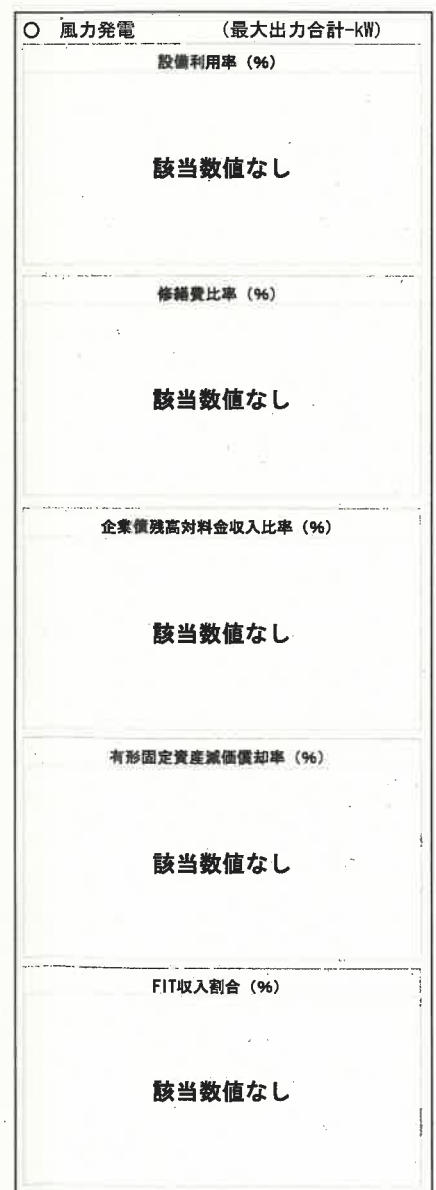 ○ 風力発電 (最大出力合計-kW)
設備利用率 (%)
該当数値なし
修繕費比率 (%)
該当数値なし
企業債残高対料金収入比率 (%)
該当数値なし
有形固定資産減価償却率 (%)
該当数値なし
FIT収入割合 (%)
該当数値なし